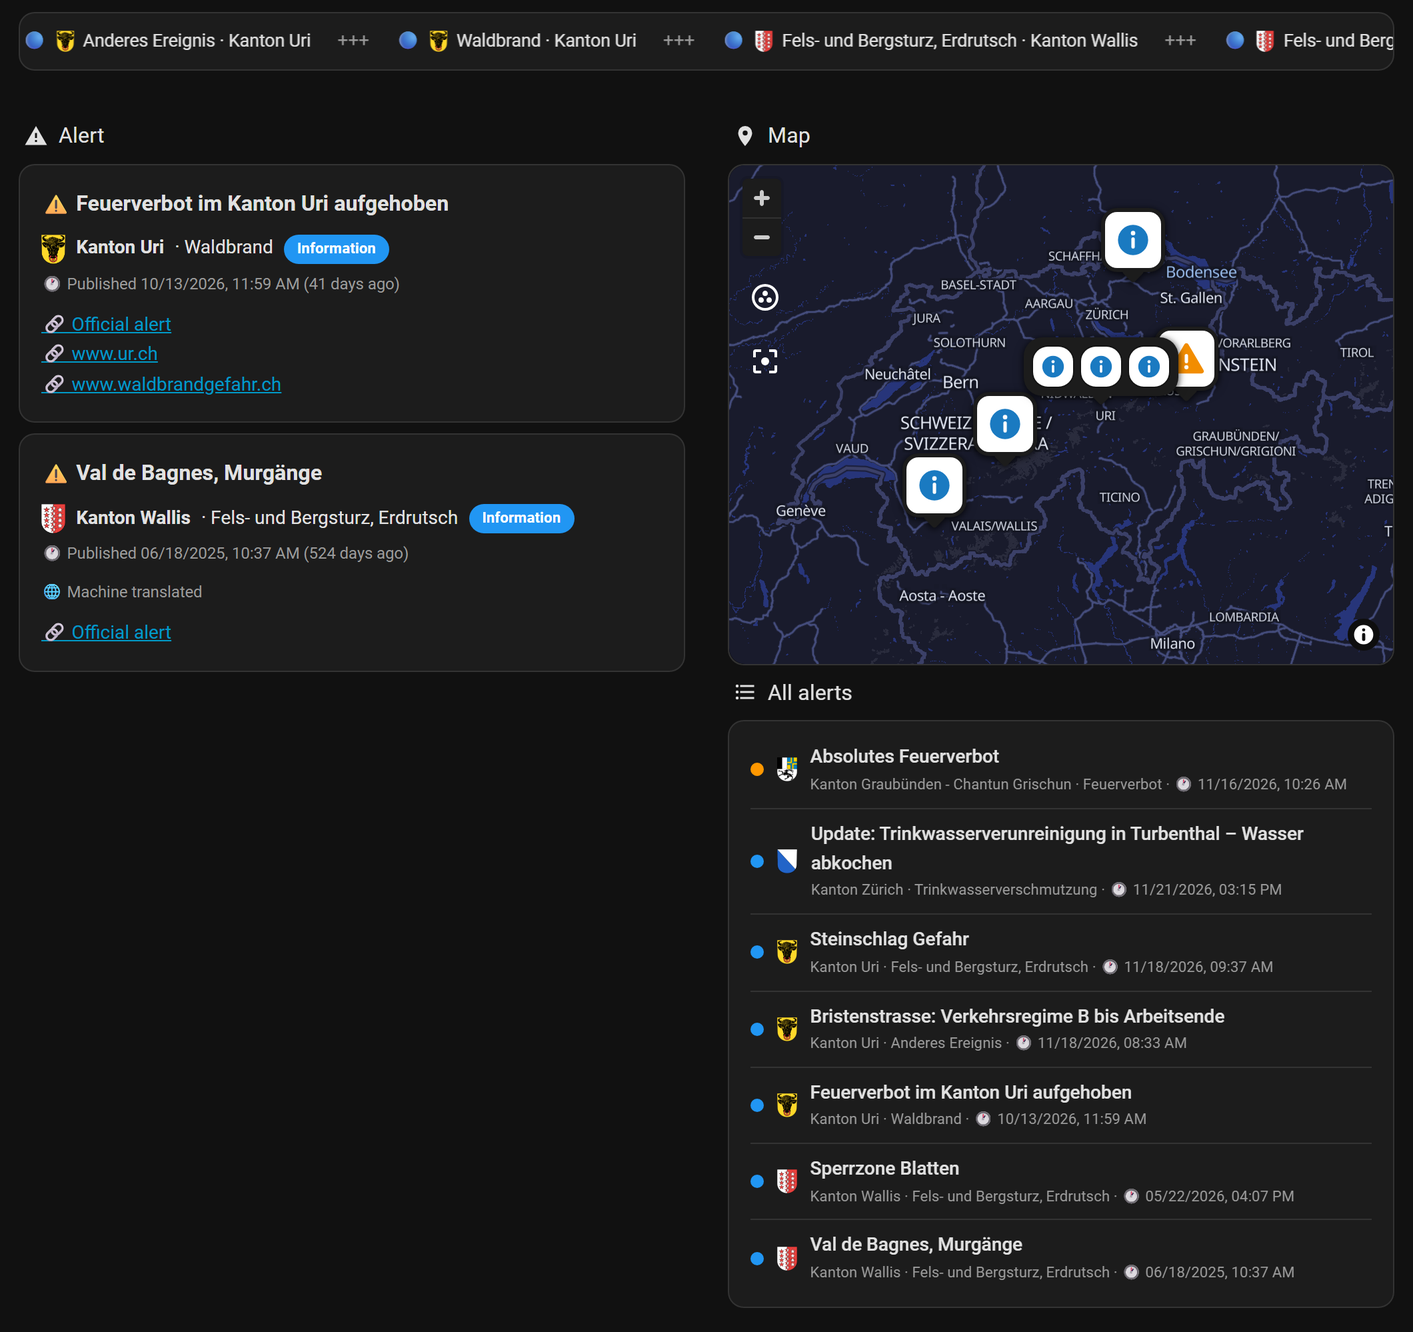 Anderes Ereignis · Kanton Uri +++ Waldbrand · Kanton Uri +++ Fels- und Bergsturz, Erdrutsch · Kanton Wallis +++ Fels- und Berg
Alert
Feuerverbot im Kanton Uri aufgehoben
Kanton Uri · Waldbrand Information
Published 10/13/2026, 11:59 AM (41 days ago)
Official alert
www.ur.ch
www.waldbrandgefahr.ch
Val de Bagnes, Murgänge
Kanton Wallis · Fels- und Bergsturz, Erdrutsch Information
Published 06/18/2025, 10:37 AM (524 days ago)
Machine translated
Official alert
Map
+
−
SCHAFFH
Bodensee
BASEL-STADT
St. Gallen
AARGAU
ZÜRICH
JURA
SOLOTHURN
/ORARLBERG
TIROL
NSTEIN
Neuchâtel
Bern
URI
SCHWEIZ E /
SVIZZERA RA
VAUD
GRAUBÜNDEN/
GRISCHUN/GRIGIONI
TREN
ADIG
TICINO
Genève
VALAIS/WALLIS
T
Aosta - Aoste
LOMBARDIA
Milano
All alerts
Absolutes Feuerverbot
Kanton Graubünden - Chantun Grischun · Feuerverbot · 11/16/2026, 10:26 AM
Update: Trinkwasserverunreinigung in Turbenthal – Wasser
abkochen
Kanton Zürich · Trinkwasserverschmutzung · 11/21/2026, 03:15 PM
Steinschlag Gefahr
Kanton Uri · Fels- und Bergsturz, Erdrutsch · 11/18/2026, 09:37 AM
Bristenstrasse: Verkehrsregime B bis Arbeitsende
Kanton Uri · Anderes Ereignis · 11/18/2026, 08:33 AM
Feuerverbot im Kanton Uri aufgehoben
Kanton Uri · Waldbrand · 10/13/2026, 11:59 AM
Sperrzone Blatten
Kanton Wallis · Fels- und Bergsturz, Erdrutsch · 05/22/2026, 04:07 PM
Val de Bagnes, Murgänge
Kanton Wallis · Fels- und Bergsturz, Erdrutsch · 06/18/2025, 10:37 AM